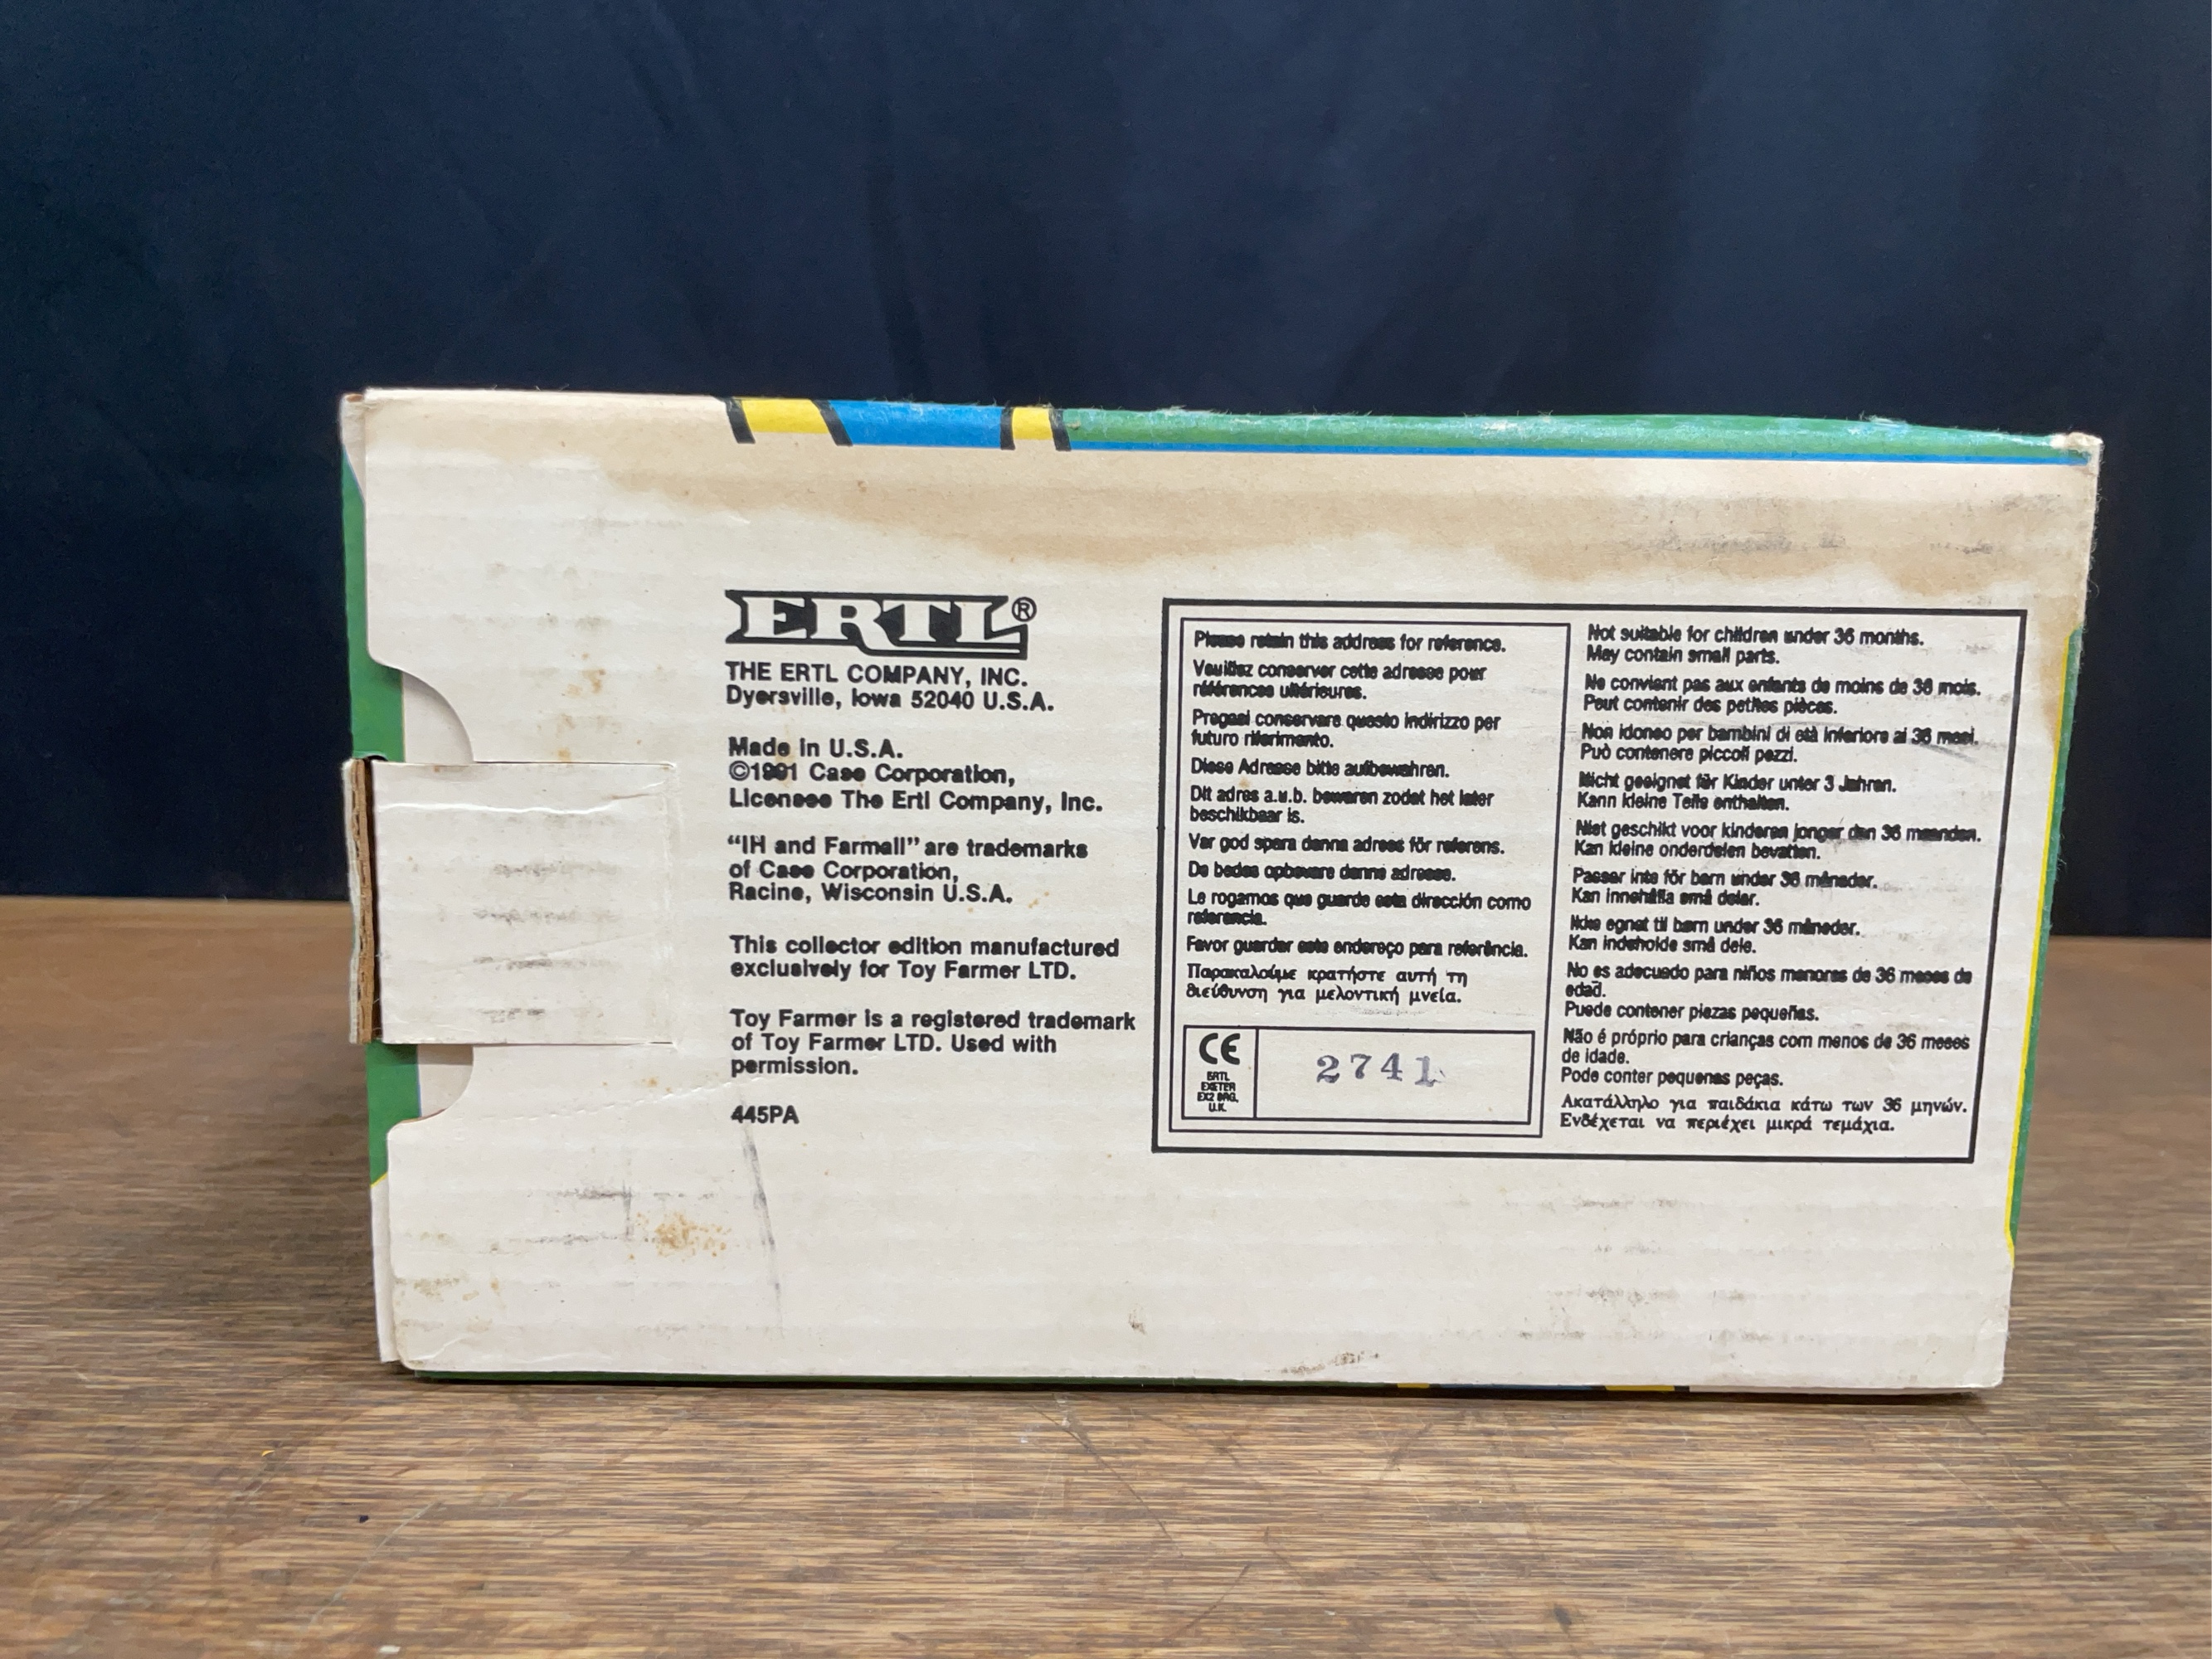 ERTL®
THE ERTL COMPANY, INC.
Dyersville, Iowa 52040 U.S.A.
Made in U.S.A.
©1991 Case Corporation,
Licensee The Ertl Company, Inc.
“IH and Farmall” are trademarks
of Case Corporation,
Racine, Wisconsin U.S.A.
This collector edition manufactured
exclusively for Toy Farmer LTD.
Toy Farmer is a registered trademark
of Toy Farmer LTD. Used with
permission.
445PA
Please retain this address for reference.
Veuillez conserver cette adresse pour
références ultérieures.
Pregasi conservare questo indirizzo per
futuro riferimento.
Diese Adresse bitte aufbewahren.
Dit adres a.u.b. bewaren zodat het later
beschikbaar is.
Var god spara denna adress för referens.
De bedes opbevare denne adresse.
Le rogamos que guarde esta dirección como
referencia.
Favor guardar este endereço para referência.
Παρακαλοίμε κρατήστε αυτή τη
διεύθυνση για μελοντική μνεία.
CE
ERTL
EXETER
U.K.
2741
Not suitable for children under 36 months.
May contain small parts.
Ne convient pas aux enfants de moins de 36 mois.
Peut contenir des petites pièces.
Non idoneo per bambini di età inferiore ai 36 mesi.
Può contenere piccoli pezzi.
Nicht geeignet für Kinder unter 3 Jahren.
Kann kleine Teile enthalten.
Niet geschikt voor kinderen jonger dan 36 maanden.
Kan kleine onderdelen bevatten.
Passar inte för barn under 36 månader.
Kan innehålla små delar.
Ikke egnet til børn under 36 måneder.
Kan indeholde små dele.
No es adecuado para niños menores de 36 meses de
edad.
Puede contener piezas pequeñas.
Não é próprio para crianças com menos de 36 meses
de idade.
Pode conter pequenas peças.
Ακατάλληλο για παιδάκια κάτω των 36 μηνών.
Ενδέχεται να περιέχει μικρά τεμάχια.